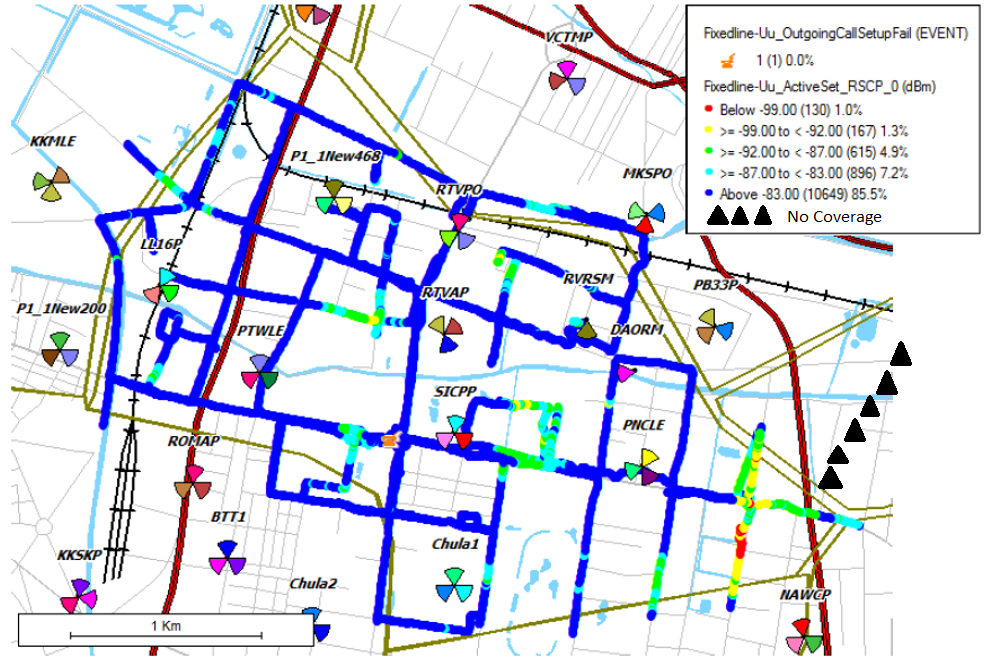 VCTMP
KKMLE
P1_1New468
RTVPO
MKSPO
LL16P
P1_1New200
PTWLE
RTVAP
RVRSM
PB33P
DAORM
SICPP
PNCLE
ROMAP
BTT1
Chula1
KKSKP
Chula2
NAWCP
1 Km
Fixedline-Uu_OutgoingCallSetupFail (EVENT)
1 (1) 0.0%
Fixedline-Uu_ActiveSet_RSCP_0 (dBm)
Below -99.00 (130) 1.0%
>= -99.00 to < -92.00 (167) 1.3%
>= -92.00 to < -87.00 (615) 4.9%
>= -87.00 to < -83.00 (896) 7.2%
Above -83.00 (10649) 85.5%
No Coverage